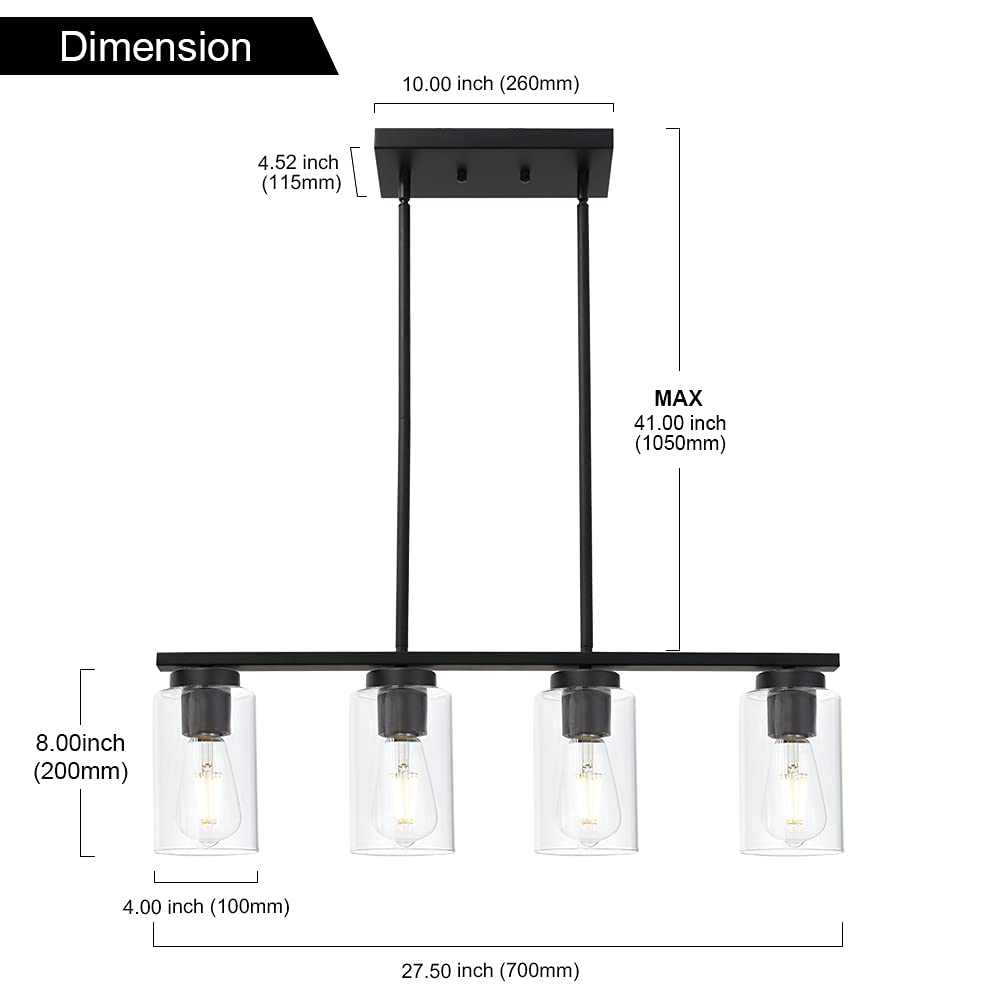 Dimension
10.00 inch (260mm)
4.52 inch
(115mm)
MAX
41.00 inch
(1050mm)
8.00inch
(200mm)
4.00 inch (100mm)
27.50 inch (700mm)